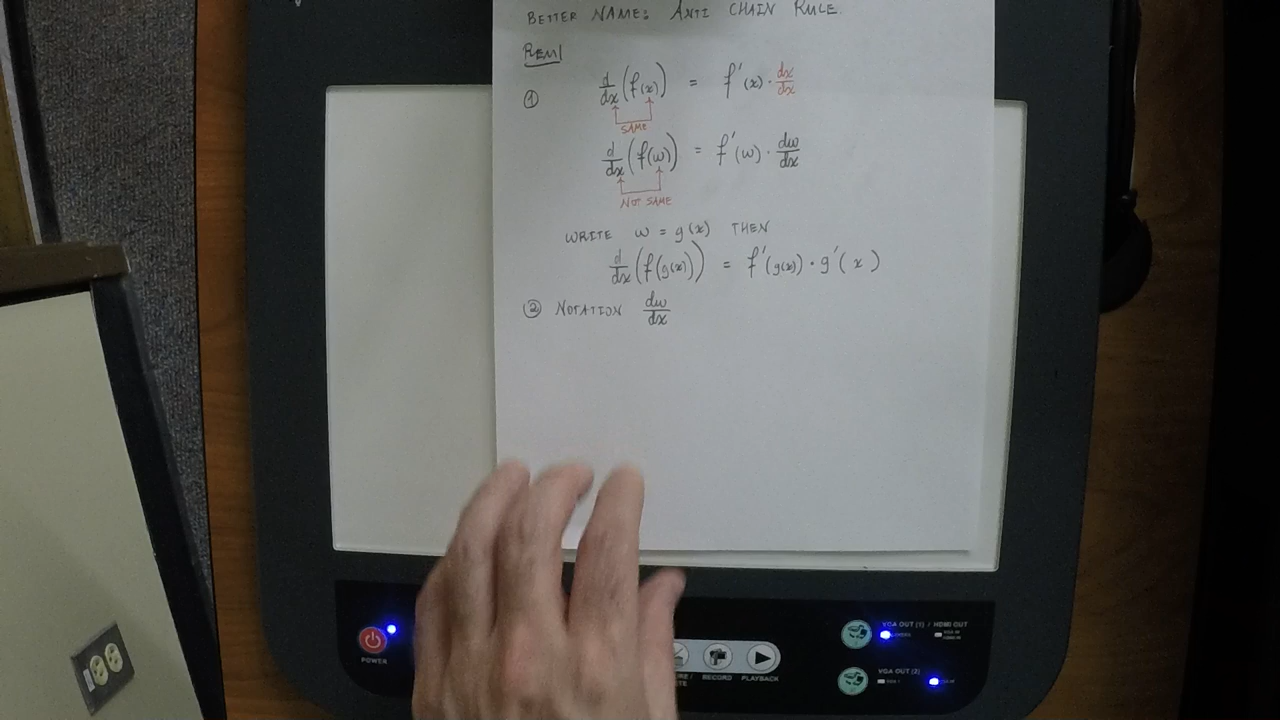 BETTER NAME: ANTI CHAIN RULE.
REM
① d/dx (f(x)) = f'(x) · dx/dx
SAME
d/dx (f(w)) = f'(w) · dw/dx
NOT SAME
WRITE w = g(x) THEN
d/dx (f(g(x))) = f'(g(x)) · g'(x)
② NOTATION dw/dx
POWER
RECORD
PLAYBACK
VGA OUT (1) / HDMI OUT
VGA OUT (2)